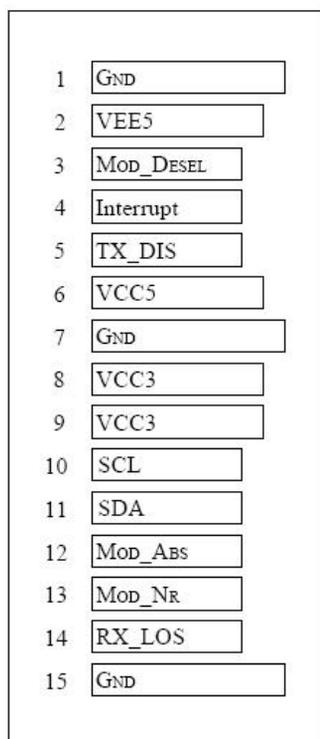 1 GND
2 VEE5
3 MOD_DESEL
4 Interrupt
5 TX_DIS
6 VCC5
7 GND
8 VCC3
9 VCC3
10 SCL
11 SDA
12 MOD_ABS
13 MOD_NR
14 RX_LOS
15 GND